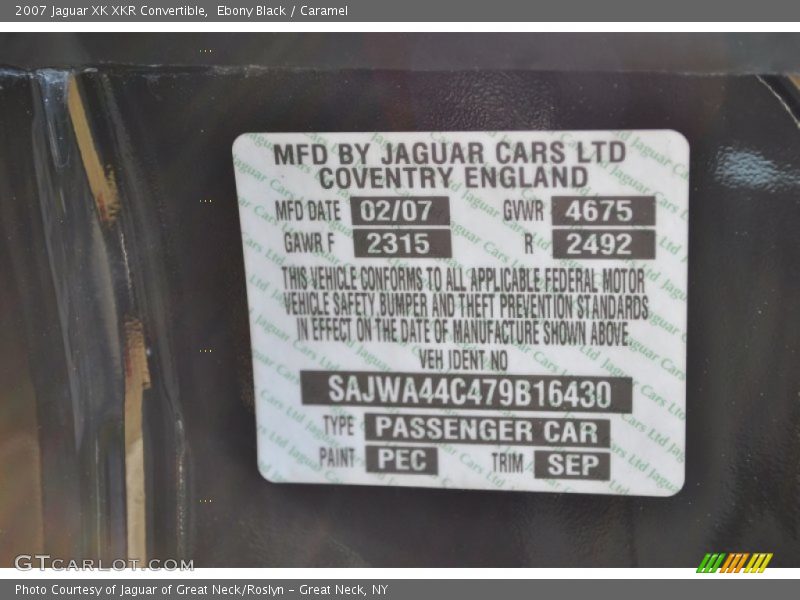 2007 Jaguar XK XKR Convertible, Ebony Black / Caramel
MFD BY JAGUAR CARS LTD
COVENTRY ENGLAND
MFD DATE 02/07 GVWR 4675
GAWR F 2315 R 2492
THIS VEHICLE CONFORMS TO ALL APPLICABLE FEDERAL MOTOR
VEHICLE SAFETY,BUMPER AND THEFT PREVENTION STANDARDS
IN EFFECT ON THE DATE OF MANUFACTURE SHOWN ABOVE.
VEH IDENT NO
SAJWA44C479B16430
TYPE PASSENGER CAR
PAINT PEC TRIM SEP
GTCARLOT.COM
Photo Courtesy of Jaguar of Great Neck/Roslyn - Great Neck, NY